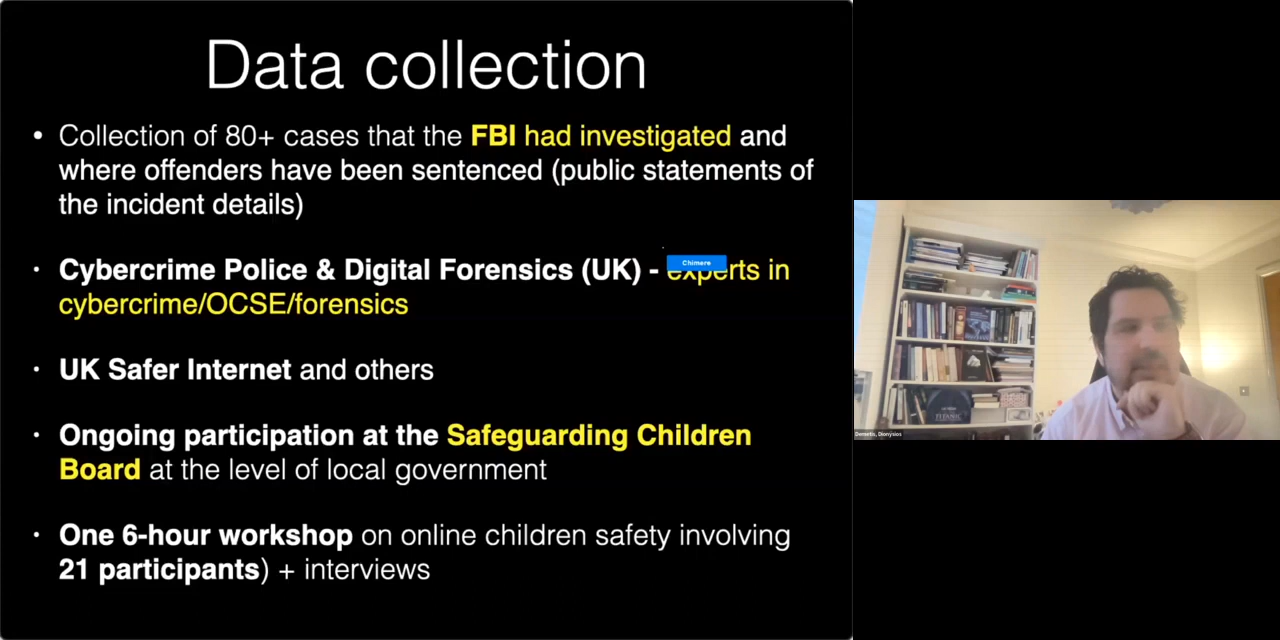 Data collection
• Collection of 80+ cases that the FBI had investigated and
where offenders have been sentenced (public statements of
the incident details)
• Cybercrime Police & Digital Forensics (UK) - experts in
Chimere
cybercrime/OCSE/forensics
• UK Safer Internet and others
• Ongoing participation at the Safeguarding Children
Board at the level of local government
• One 6-hour workshop on online children safety involving
21 participants) + interviews
TITANIC
Demetis, Dionysios